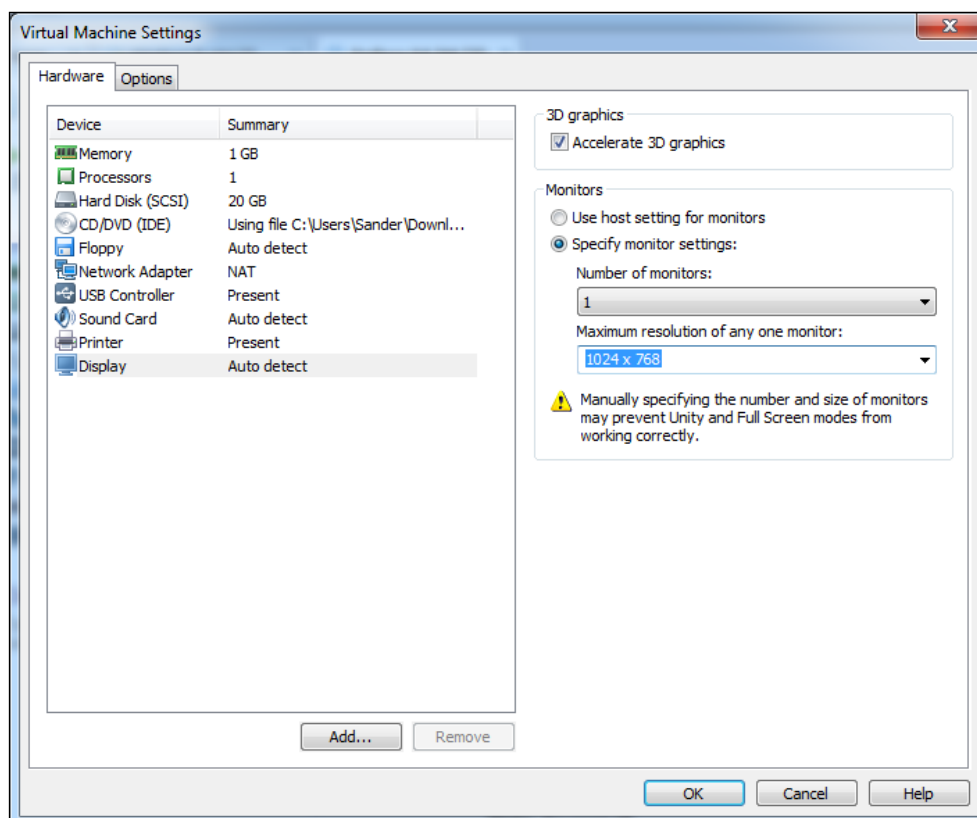 Virtual Machine Settings
Hardware
Options
Device Summary
Memory 1 GB
Processors 1
Hard Disk (SCSI) 20 GB
CD/DVD (IDE) Using file C:\Users\Sander\Downl...
Floppy Auto detect
Network Adapter NAT
USB Controller Present
Sound Card Auto detect
Printer Present
Display Auto detect
Add...
Remove
3D graphics
Accelerate 3D graphics
Monitors
Use host setting for monitors
Specify monitor settings:
Number of monitors:
1
Maximum resolution of any one monitor:
1024 x 768
Manually specifying the number and size of monitors
may prevent Unity and Full Screen modes from
working correctly.
OK
Cancel
Help